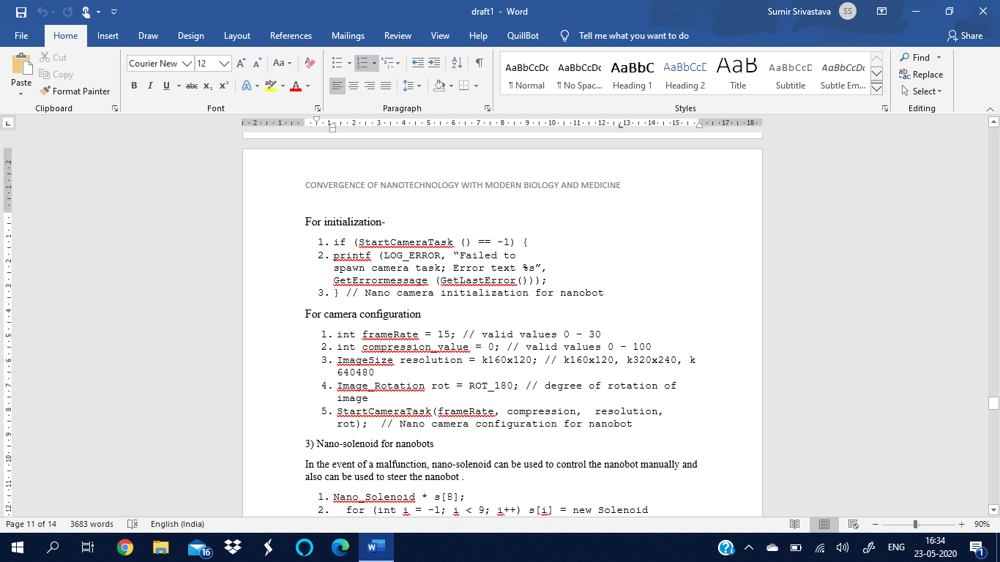 draft1 - Word
Sumir Srivastava
SS
File Home Insert Draw Design Layout References Mailings Review View Help QuillBot Tell me what you want to do Share
Paste
Cut
Copy
Format Painter
Clipboard
Courier New 12
Font
Paragraph
AaBbCcDc AaBbCcDc AaBbC AaBbCcD AaB AaBbCcD AaBbCcDc
¶ Normal ¶ No Spac... Heading 1 Heading 2 Title Subtitle Subtle Em...
Styles
Find
Replace
Select
Editing
CONVERGENCE OF NANOTECHNOLOGY WITH MODERN BIOLOGY AND MEDICINE
For initialization-
1. if (StartCameraTask () == -1) {
2. printf (LOG_ERROR, “Failed to
spawn camera task; Error text %s”,
GetErrormessage (GetLastError()));
3. } // Nano camera initialization for nanobot
For camera configuration
1. int frameRate = 15; // valid values 0 – 30
2. int compression_value = 0; // valid values 0 – 100
3. ImageSize resolution = k160x120; // k160x120, k320x240, k
640480
4. Image_Rotation rot = ROT_180; // degree of rotation of
image
5. StartCameraTask(frameRate, compression, resolution,
rot); // Nano camera configuration for nanobot
3) Nano-solenoid for nanobots
In the event of a malfunction, nano-solenoid can be used to control the nanobot manually and
also can be used to steer the nanobot .
1. Nano_Solenoid * s[8];
2. for (int i = -1; i < 9; i++) s[i] = new Solenoid
Page 11 of 14 3683 words English (India) 90%
16
ENG
16:34
23-05-2020
1